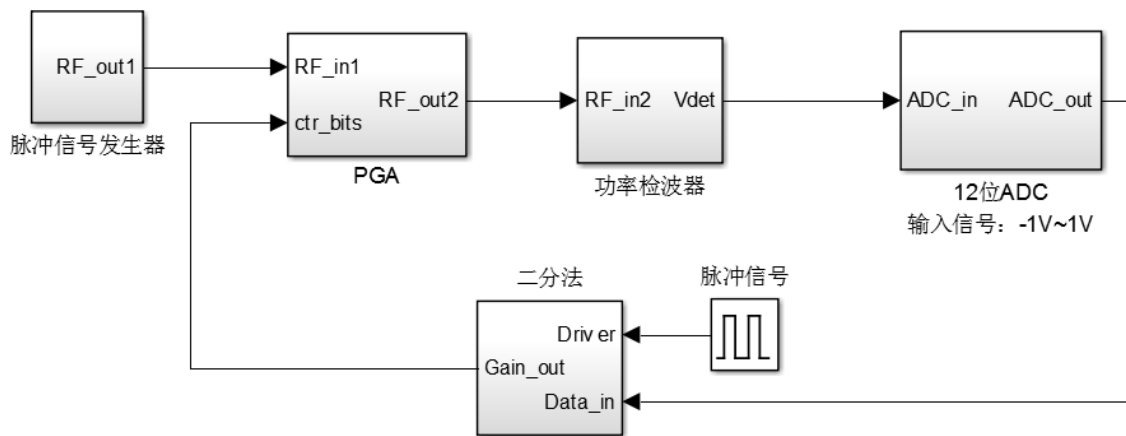 RF_out1
脉冲信号发生器
RF_in1
RF_out2
ctr_bits
PGA
RF_in2
Vdet
功率检波器
ADC_in
ADC_out
12位ADC
输入信号：-1V~1V
二分法
Driver
Gain_out
Data_in
脉冲信号